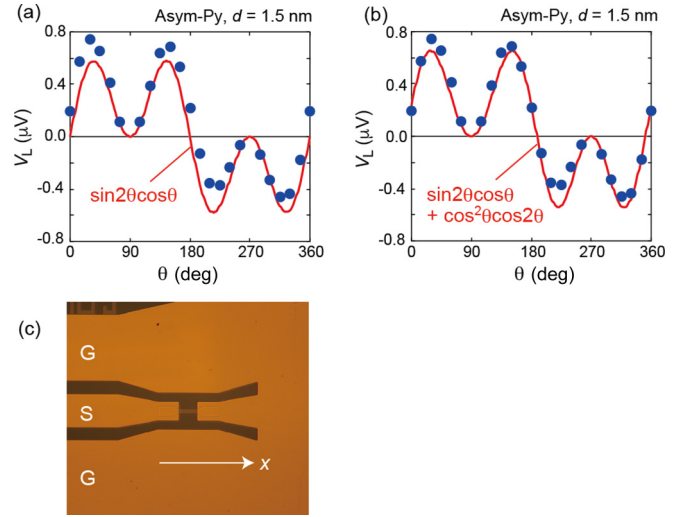 (a)
Asym-Py, d = 1.5 nm
0.8
0.4
0.0
-0.4
-0.8
V_L (μV)
sin2θcosθ
0 90 180 270 360
θ (deg)
(b)
Asym-Py, d = 1.5 nm
0.8
0.4
0.0
-0.4
-0.8
V_L (μV)
sin2θcosθ
+ cos²θcos2θ
0 90 180 270 360
θ (deg)
(c)
G
S
G
x